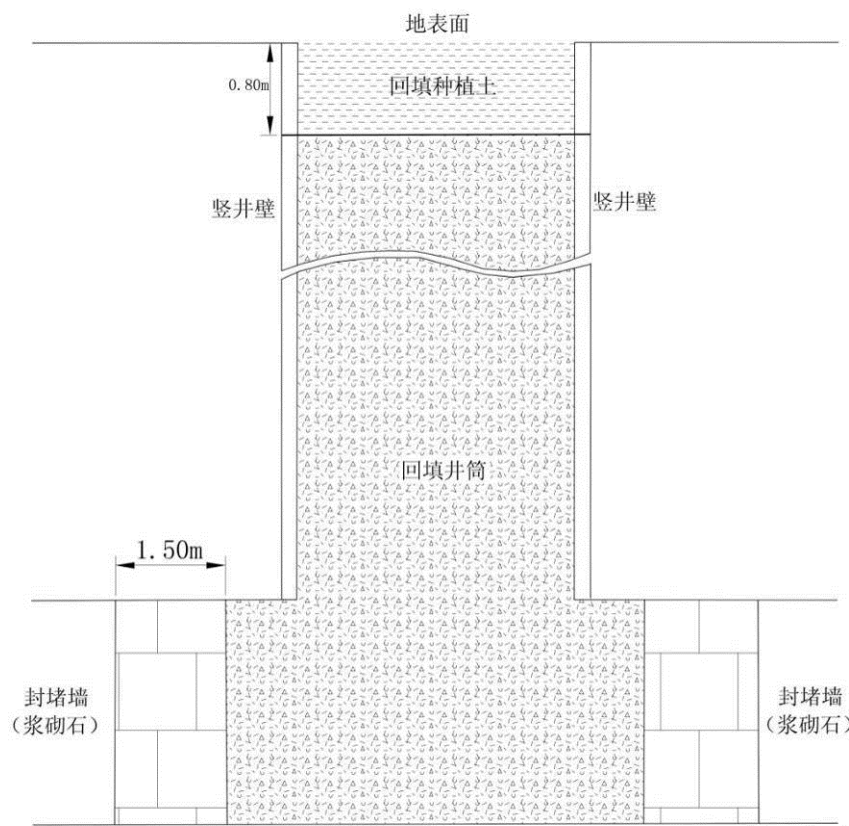 地表面
0.80m
回填种植土
竖井壁
竖井壁
回填井筒
1.50m
封堵墙
(浆砌石)
封堵墙
(浆砌石)